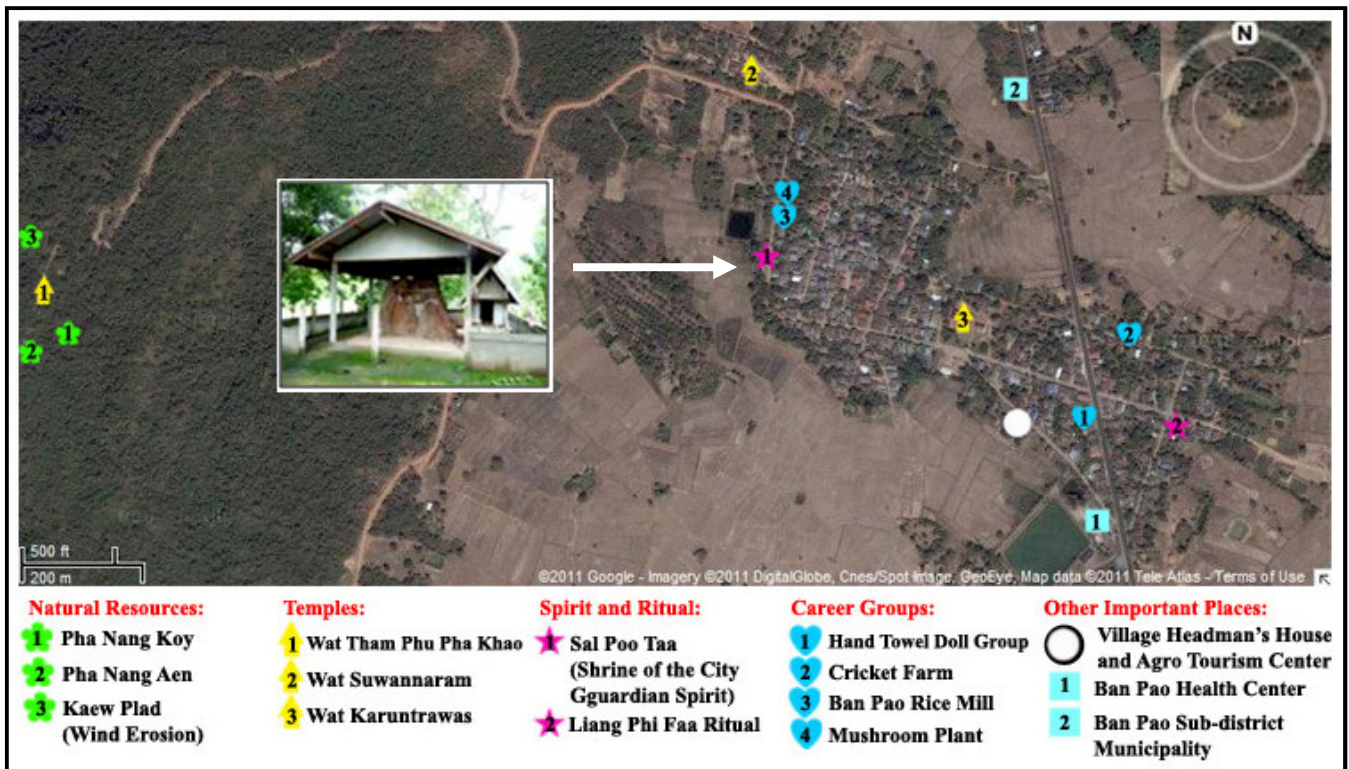 N
2
2
4
3
3
1
1
3
2
1
2
1
2
1
500 ft
200 m
©2011 Google - Imagery ©2011 DigitalGlobe, Cnes/Spot Image, GeoEye, Map data ©2011 Tele Atlas - Terms of Use
Natural Resources:
1 Pha Nang Koy
2 Pha Nang Aen
3 Kaew Plad
(Wind Erosion)
Temples:
1 Wat Tham Phu Pha Khao
2 Wat Suwannaram
3 Wat Karuntrawas
Spirit and Ritual:
1 Sal Poo Taa
(Shrine of the City
Gguardian Spirit)
2 Liang Phi Faa Ritual
Career Groups:
1 Hand Towel Doll Group
2 Cricket Farm
3 Ban Pao Rice Mill
4 Mushroom Plant
Other Important Places:
Village Headman's House
and Agro Tourism Center
1 Ban Pao Health Center
2 Ban Pao Sub-district
Municipality